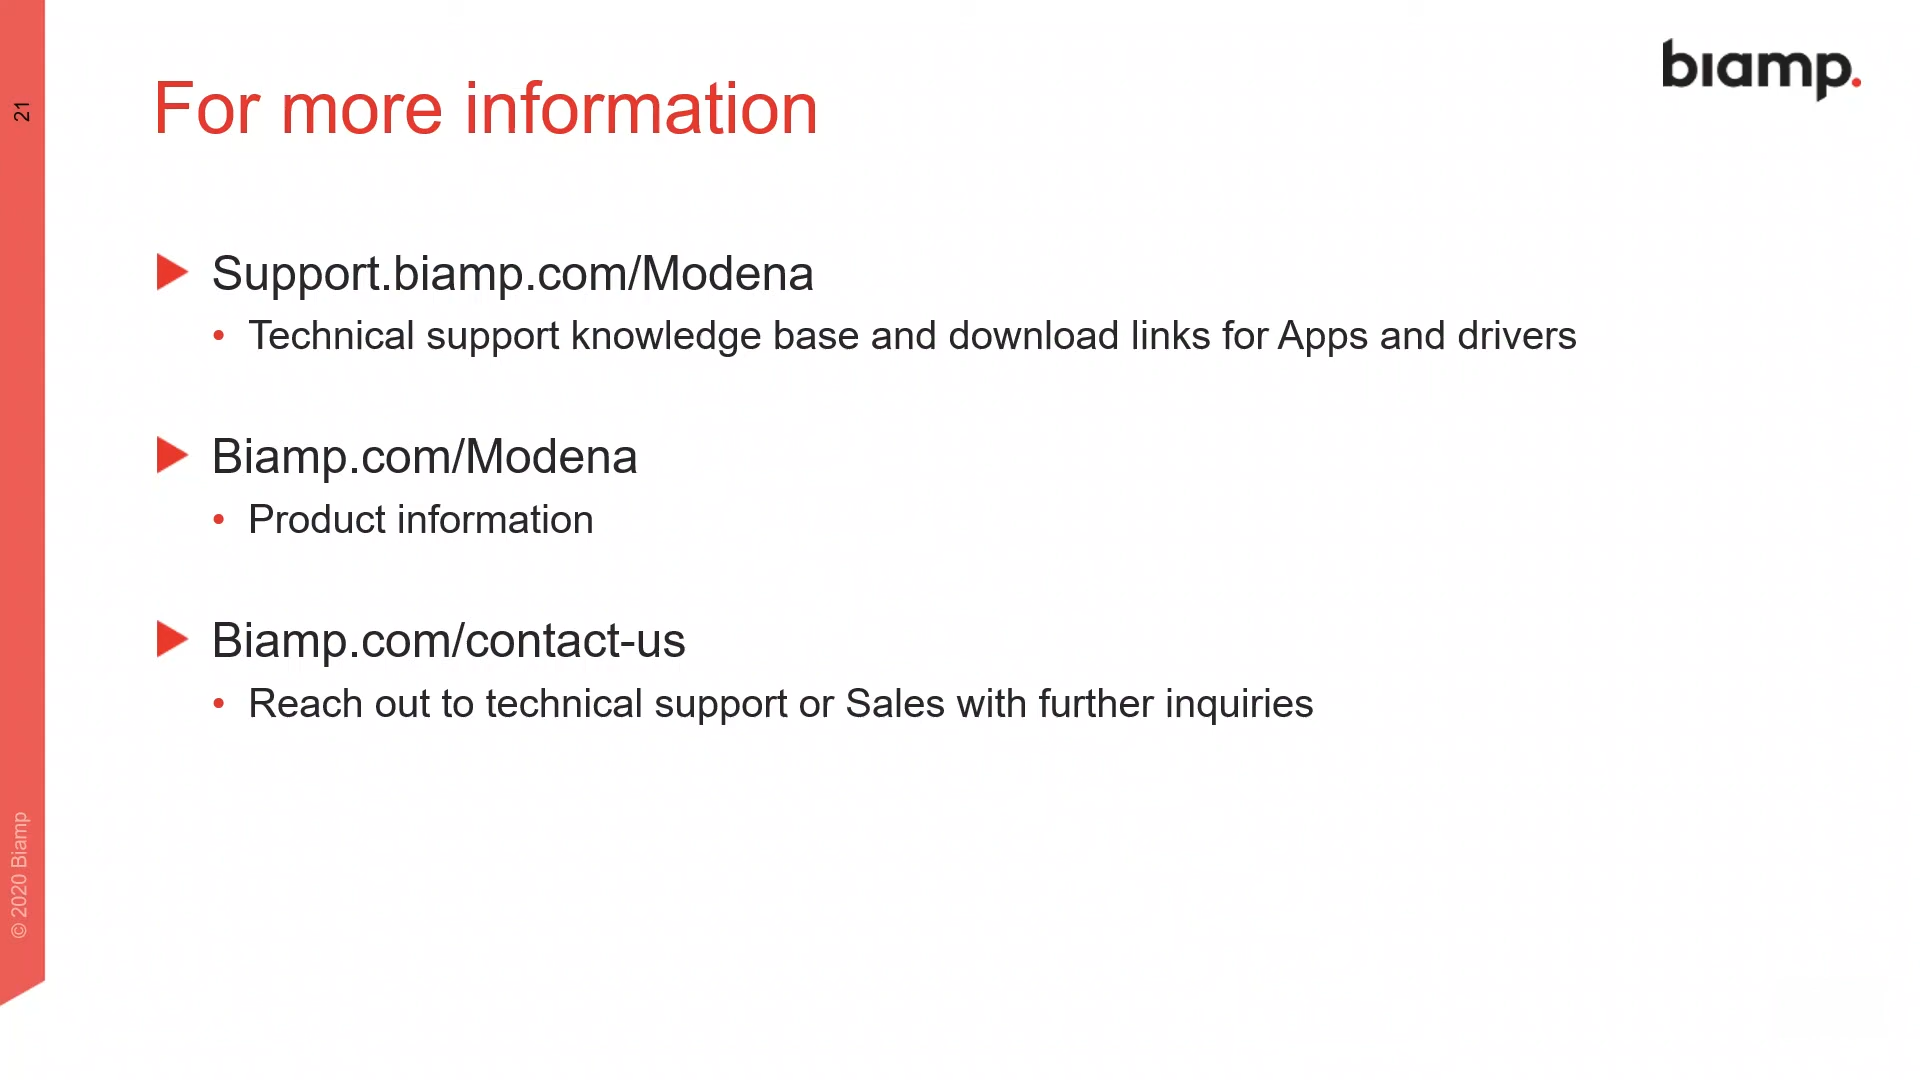 21
For more information
biamp.
Support.biamp.com/Modena
• Technical support knowledge base and download links for Apps and drivers
Biamp.com/Modena
• Product information
Biamp.com/contact-us
• Reach out to technical support or Sales with further inquiries
© 2020 Biamp